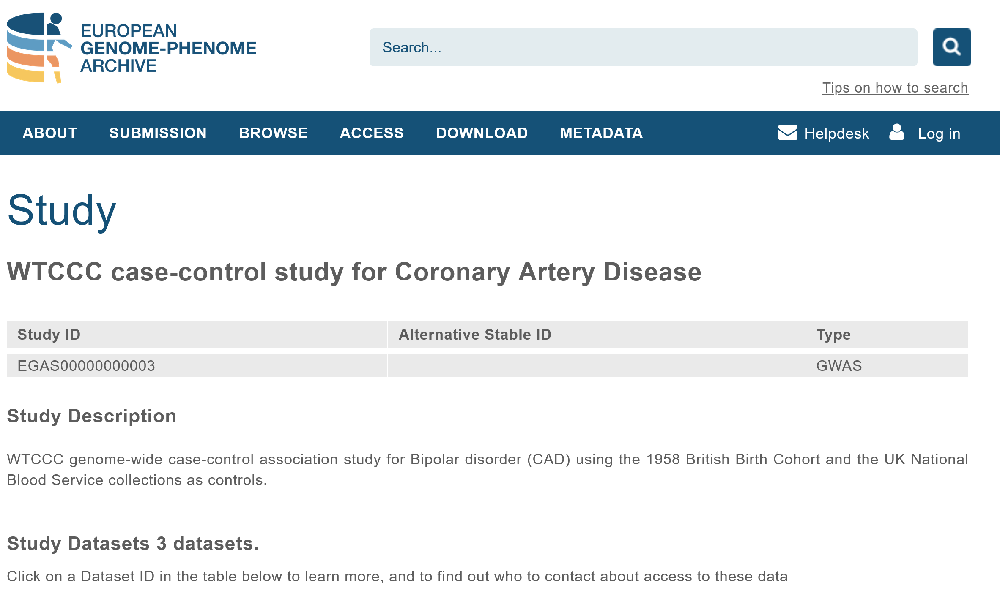 EUROPEAN
GENOME-PHENOME
ARCHIVE
Search...
Tips on how to search
ABOUT SUBMISSION BROWSE ACCESS DOWNLOAD METADATA Helpdesk Log in
Study
WTCCC case-control study for Coronary Artery Disease
Study ID Alternative Stable ID Type
EGAS00000000003 GWAS
Study Description
WTCCC genome-wide case-control association study for Bipolar disorder (CAD) using the 1958 British Birth Cohort and the UK National
Blood Service collections as controls.
Study Datasets 3 datasets.
Click on a Dataset ID in the table below to learn more, and to find out who to contact about access to these data